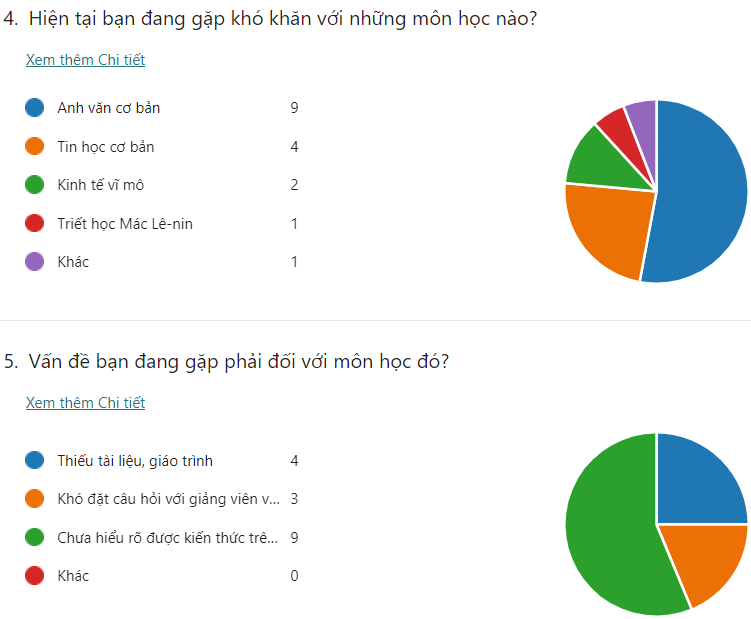 4. Hiện tại bạn đang gặp khó khăn với những môn học nào?
Xem thêm Chi tiết
Anh văn cơ bản 9
Tin học cơ bản 4
Kinh tế vĩ mô 2
Triết học Mác Lê-nin 1
Khác 1
5. Vấn đề bạn đang gặp phải đối với môn học đó?
Xem thêm Chi tiết
Thiếu tài liệu, giáo trình 4
Khó đặt câu hỏi với giảng viên v... 3
Chưa hiểu rõ được kiến thức trê... 9
Khác 0